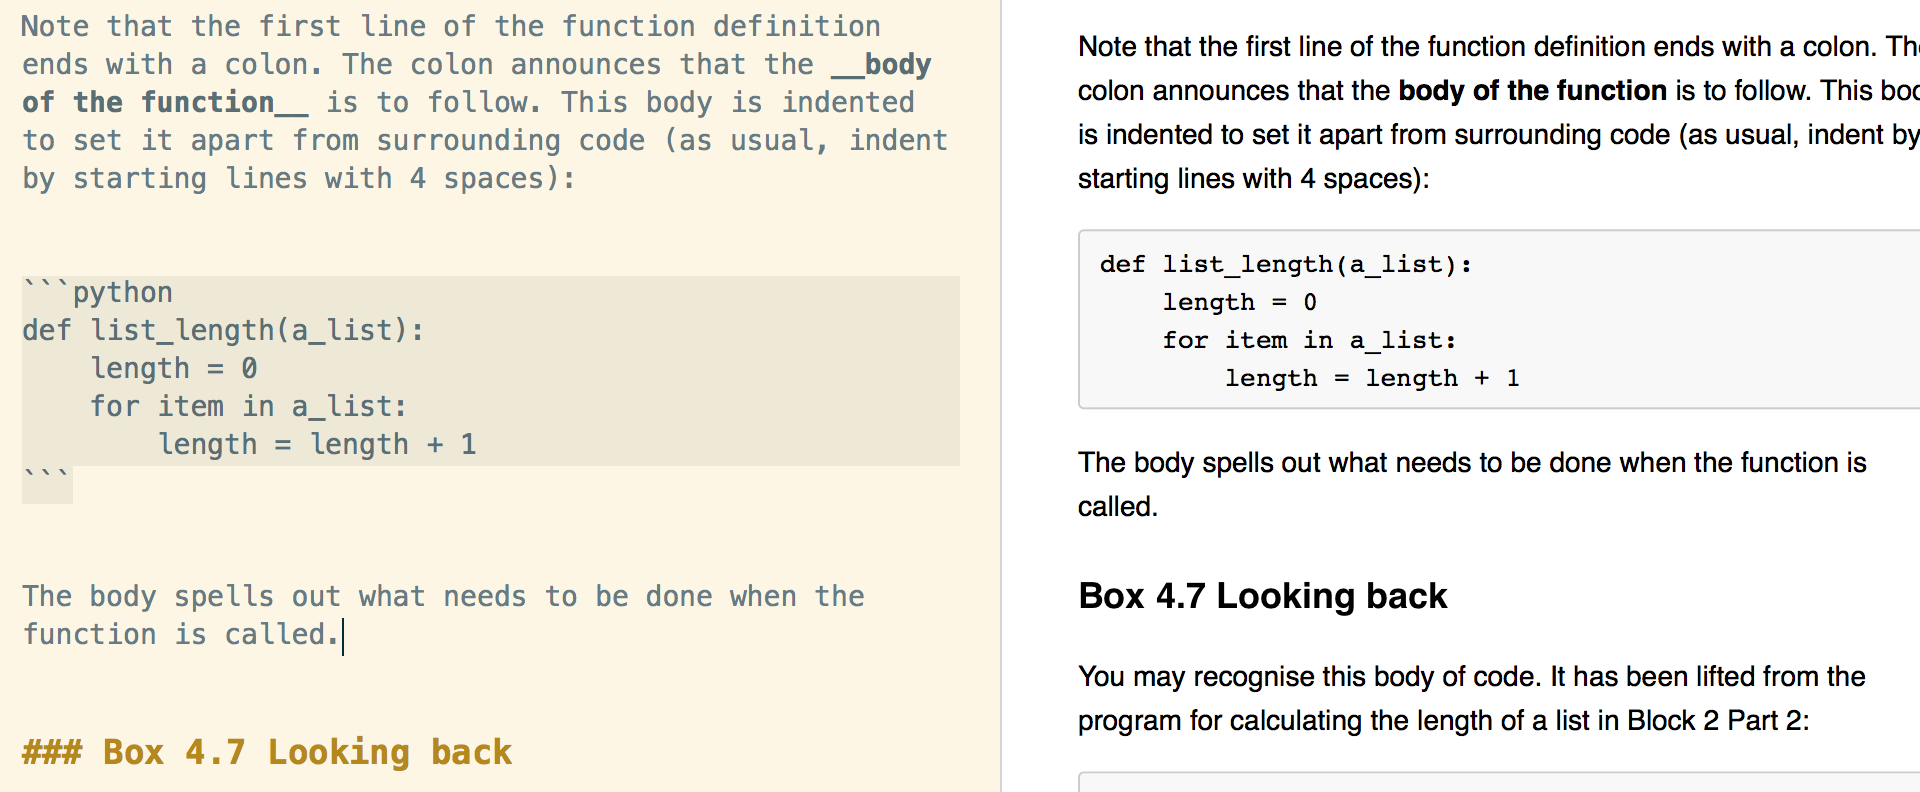 Note that the first line of the function definition
ends with a colon. The colon announces that the __body
of the function__ is to follow. This body is indented
to set it apart from surrounding code (as usual, indent
by starting lines with 4 spaces):
```python
def list_length(a_list):
    length = 0
    for item in a_list:
        length = length + 1
```
The body spells out what needs to be done when the
function is called.
### Box 4.7 Looking back
Note that the first line of the function definition ends with a colon.
colon announces that the body of the function is to follow. This
is indented to set it apart from surrounding code (as usual, indent by
starting lines with 4 spaces):
def list_length(a_list):
    length = 0
    for item in a_list:
        length = length + 1
The body spells out what needs to be done when the function is
called.
Box 4.7 Looking back
You may recognise this body of code. It has been lifted from the
program for calculating the length of a list in Block 2 Part 2: